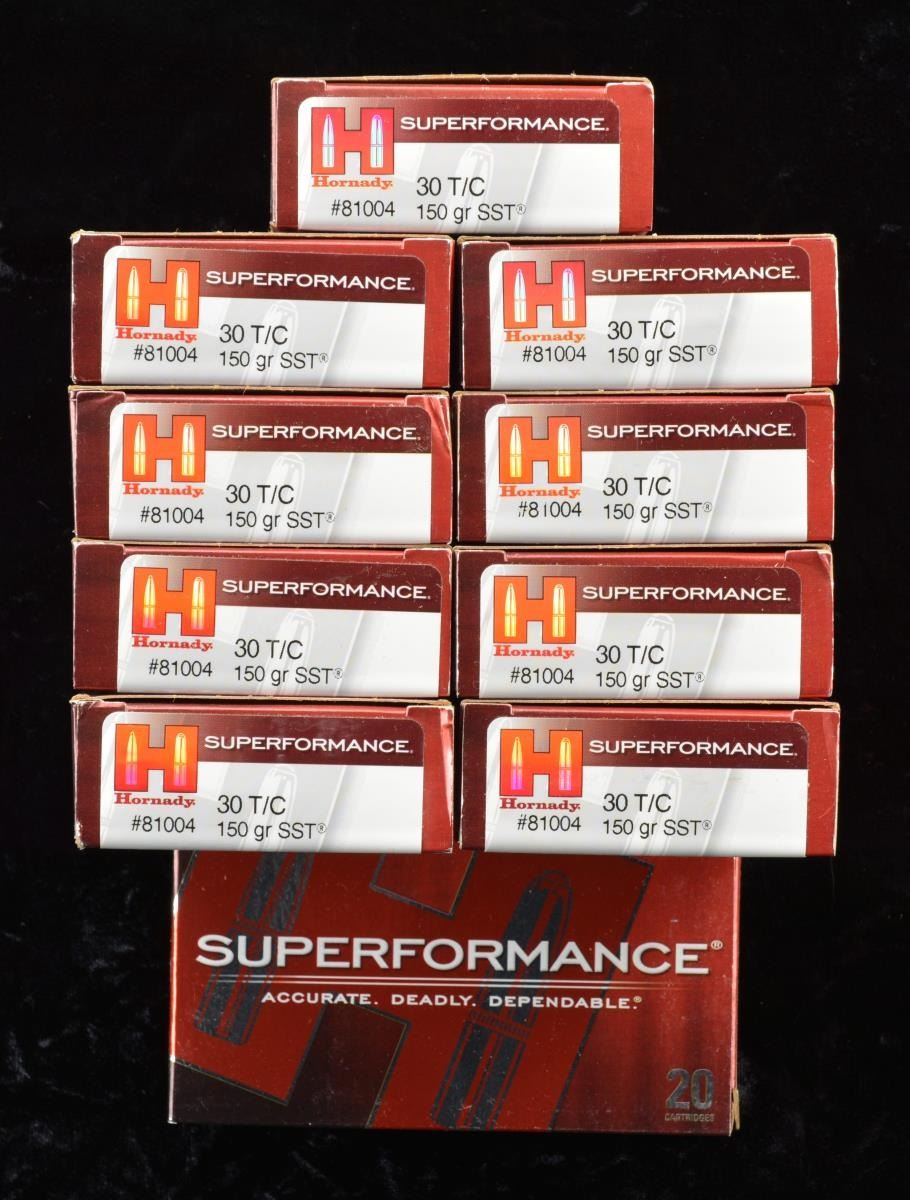 SUPERFORMANCE.
Hornady.
30 T/C
#81004 150 gr SST®
SUPERFORMANCE.
Hornady.
30 T/C
#81004 150 gr SST®
SUPERFORMANCE.
Hornady.
30 T/C
#81004 150 gr SST®
SUPERFORMANCE.
Hornady.
30 T/C
#81004 150 gr SST®
SUPERFORMANCE.
Hornady.
30 T/C
#81004 150 gr SST®
SUPERFORMANCE.
Hornady.
30 T/C
#81004 150 gr SST®
SUPERFORMANCE.
Hornady.
30 T/C
#81004 150 gr SST®
SUPERFORMANCE.
Hornady.
30 T/C
#81004 150 gr SST®
SUPERFORMANCE.
Hornady.
30 T/C
#81004 150 gr SST®
SUPERFORMANCE®
ACCURATE. DEADLY. DEPENDABLE.®
20
CARTRIDGES